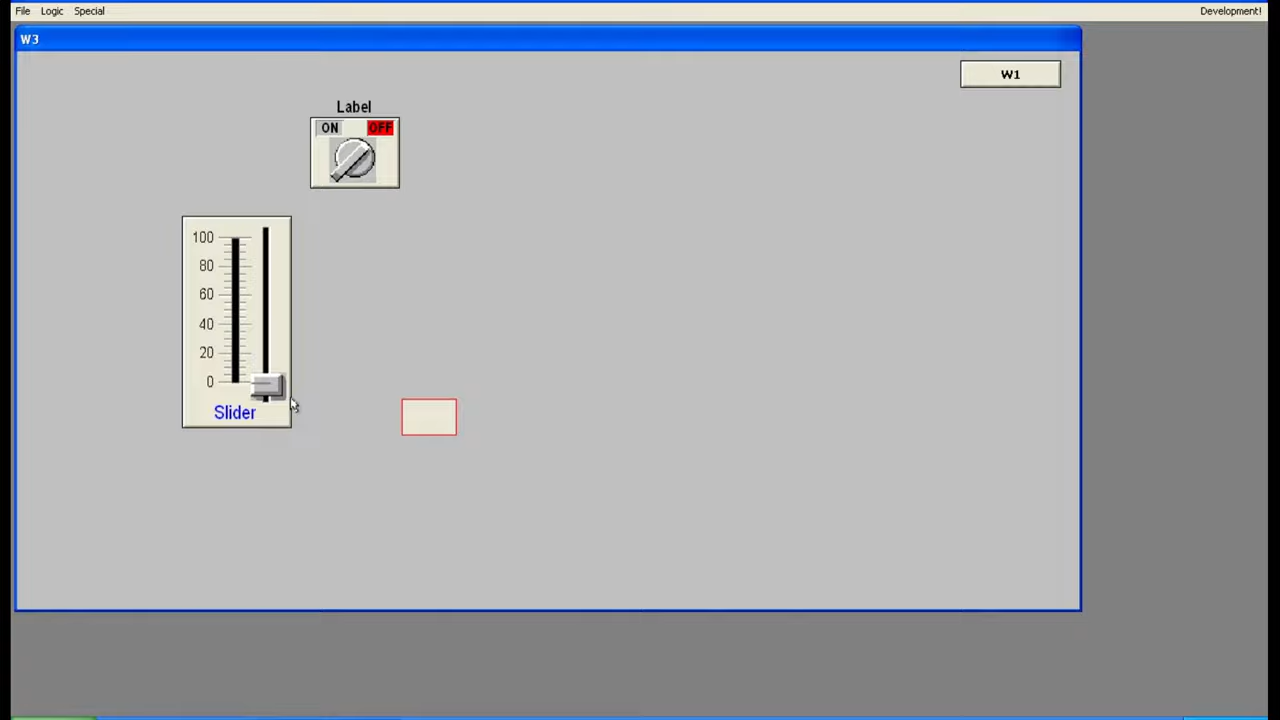 File Logic Special Development!
W3
W1
Label
ON OFF
100
80
60
40
20
0
Slider